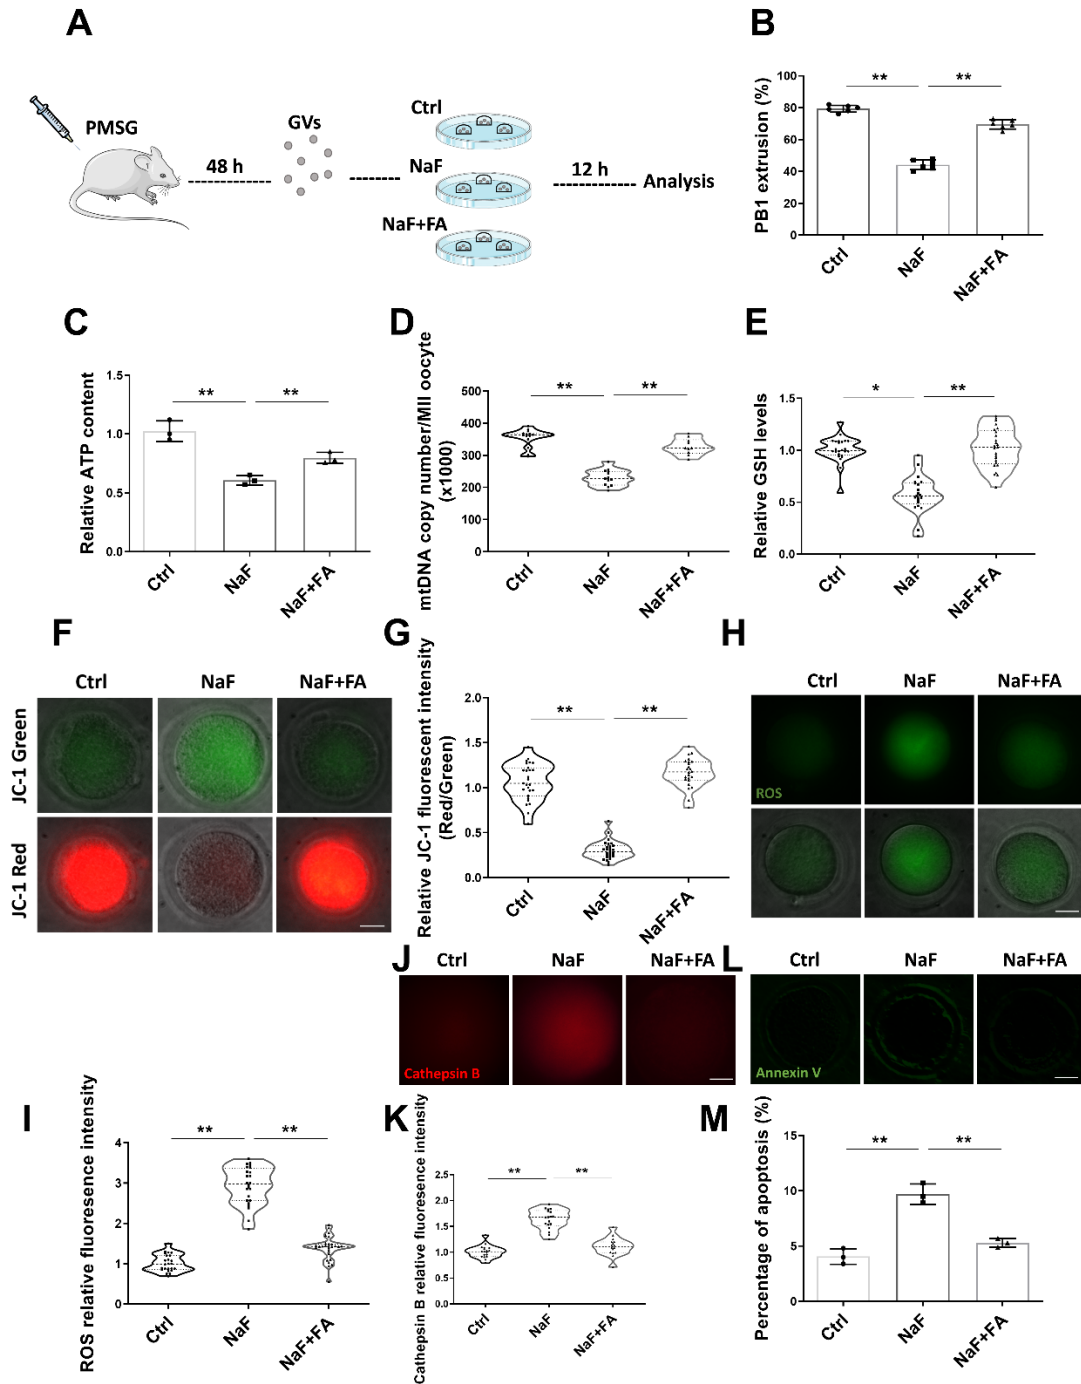 A
PMSG
48 h
GVs
Ctrl
NaF
NaF+FA
12 h
Analysis
B
PB1 extrusion (%)
100
80
60
40
20
0
**
**
Ctrl
NaF
NaF+FA
C
Relative ATP content
1.5
1.0
0.5
0.0
**
**
Ctrl
NaF
NaF+FA
D
mtDNA copy number/MII oocyte
(x1000)
500
400
300
200
100
0
**
**
Ctrl
NaF
NaF+FA
E
Relative GSH levels
1.5
1.0
0.5
0.0
*
**
Ctrl
NaF
NaF+FA
F
Ctrl
NaF
NaF+FA
JC-1 Green
JC-1 Red
G
Relative JC-1 fluorescent intensity
(Red/Green)
2.0
1.5
1.0
0.5
0.0
**
**
Ctrl
NaF
NaF+FA
H
Ctrl
NaF
NaF+FA
ROS
I
ROS relative fluoresence intensity
4
3
2
1
0
**
**
Ctrl
NaF
NaF+FA
J
Ctrl
NaF
NaF+FA
Cathepsin B
K
Cathepsin B relative fluoresence intensity
2.5
2.0
1.5
1.0
0.5
0.0
**
**
Ctrl
NaF
NaF+FA
L
Ctrl
NaF
NaF+FA
Annexin V
M
Percentage of apoptosis (%)
15
10
5
0
**
**
Ctrl
NaF
NaF+FA